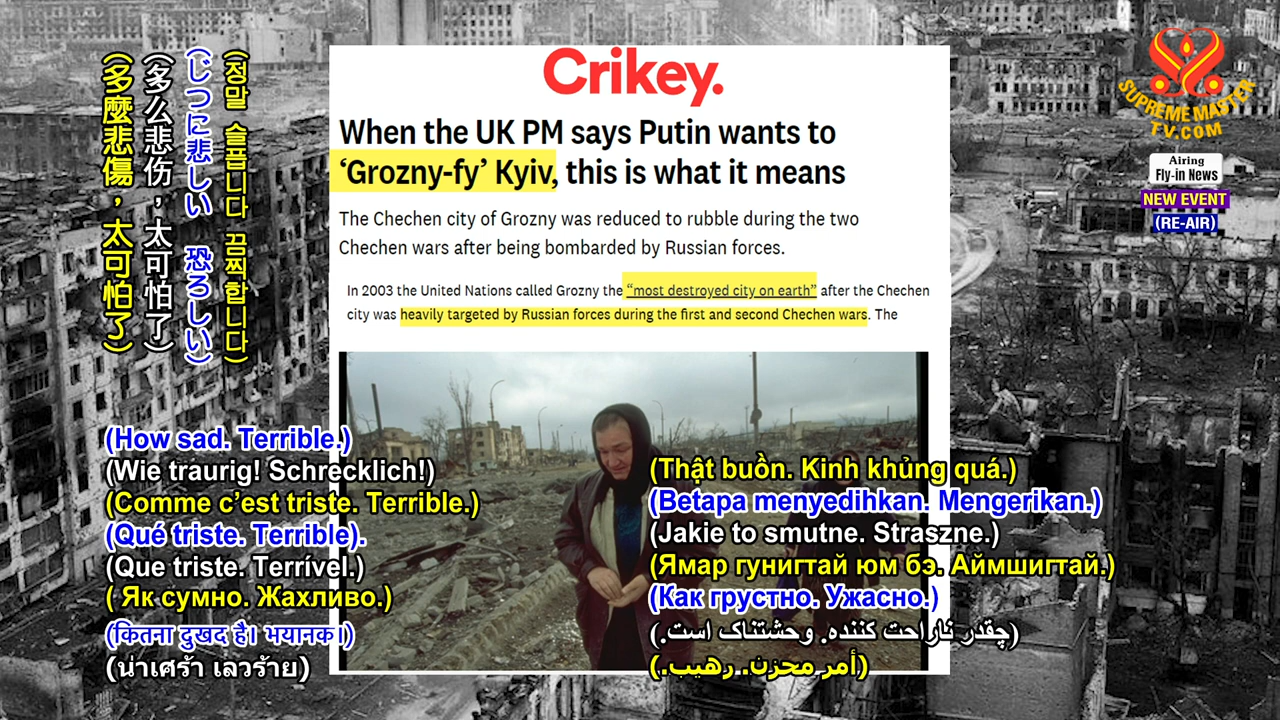 Crikey.
When the UK PM says Putin wants to
‘Grozny-fy’ Kyiv, this is what it means
The Chechen city of Grozny was reduced to rubble during the two
Chechen wars after being bombarded by Russian forces.
In 2003 the United Nations called Grozny the “most destroyed city on earth” after the Chechen
city was heavily targeted by Russian forces during the first and second Chechen wars. The
SUPREME MASTER
TV.COM
Airing
Fly-in News
NEW EVENT
(RE-AIR)
(정말 슬픕니다 끔찍합니다)
(じつに悲しい 恐ろしい)
(多么悲伤，太可怕了)
(多麼悲傷，太可怕了)
(How sad. Terrible.)
(Wie traurig! Schrecklich!)
(Comme c’est triste. Terrible.)
(Qué triste. Terrible).
(Que triste. Terrível.)
( Як сумно. Жахливо.)
(कितना दुखद है। भयानक।)
(น่าเศร้า เลวร้าย)
(Thật buồn. Kinh khủng quá.)
(Betapa menyedihkan. Mengerikan.)
(Jakie to smutne. Straszne.)
(Ямар гунигтай юм бэ. Аймшигтай.)
(Как грустно. Ужасно.)
(چقدر ناراحت کننده. وحشتناک است.)
(أمر محزن. رهيب.)